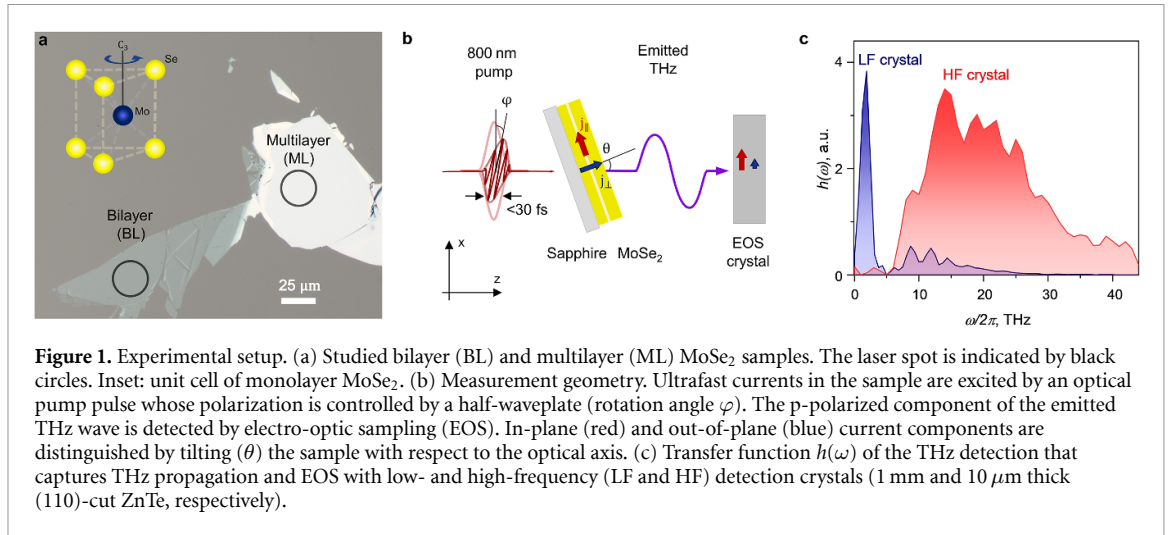 a
C₃
Se
Mo
Multilayer
(ML)
Bilayer
(BL)
25 μm
b
800 nm
pump
φ
<30 fs
x
z
Emitted
THz
j∥
θ
j⊥
Sapphire MoSe₂
EOS
crystal
c
LF crystal
HF crystal
h(ω), a.u.
4
2
0
0 10 20 30 40
ω/2π, THz
Figure 1. Experimental setup. (a) Studied bilayer (BL) and multilayer (ML) MoSe₂ samples. The laser spot is indicated by black
circles. Inset: unit cell of monolayer MoSe₂. (b) Measurement geometry. Ultrafast currents in the sample are excited by an optical
pump pulse whose polarization is controlled by a half-waveplate (rotation angle φ). The p-polarized component of the emitted
THz wave is detected by electro-optic sampling (EOS). In-plane (red) and out-of-plane (blue) current components are
distinguished by tilting (θ) the sample with respect to the optical axis. (c) Transfer function h(ω) of the THz detection that
captures THz propagation and EOS with low- and high-frequency (LF and HF) detection crystals (1 mm and 10 μm thick
(110)-cut ZnTe, respectively).